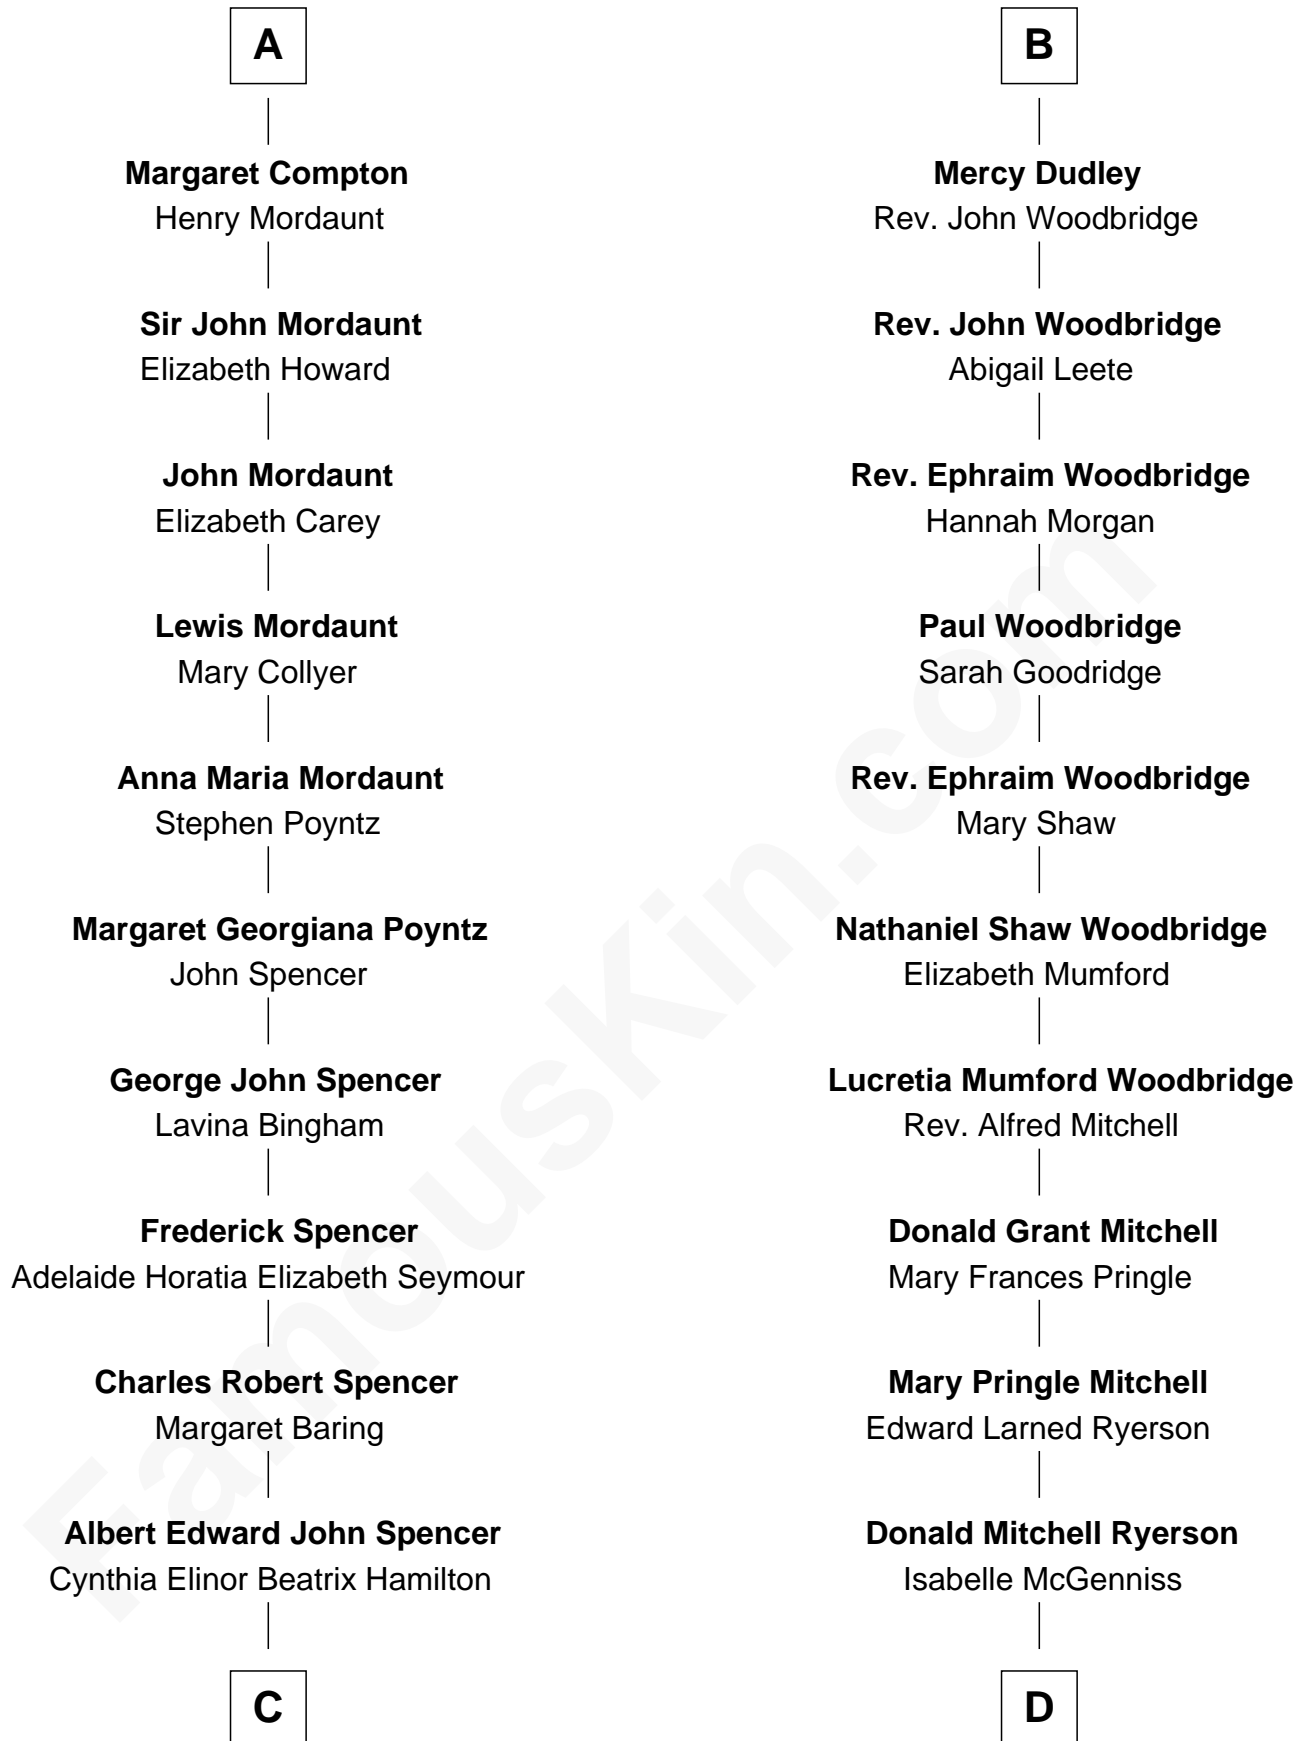 A
Margaret Compton
Henry Mordaunt
Sir John Mordaunt
Elizabeth Howard
John Mordaunt
Elizabeth Carey
Lewis Mordaunt
Mary Collyer
Anna Maria Mordaunt
Stephen Poyntz
Margaret Georgiana Poyntz
John Spencer
George John Spencer
Lavina Bingham
Frederick Spencer
Adelaide Horatia Elizabeth Seymour
Charles Robert Spencer
Margaret Baring
Albert Edward John Spencer
Cynthia Elinor Beatrix Hamilton
C
B
Mercy Dudley
Rev. John Woodbridge
Rev. John Woodbridge
Abigail Leete
Rev. Ephraim Woodbridge
Hannah Morgan
Paul Woodbridge
Sarah Goodridge
Rev. Ephraim Woodbridge
Mary Shaw
Nathaniel Shaw Woodbridge
Elizabeth Mumford
Lucretia Mumford Woodbridge
Rev. Alfred Mitchell
Donald Grant Mitchell
Mary Frances Pringle
Mary Pringle Mitchell
Edward Larned Ryerson
Donald Mitchell Ryerson
Isabelle McGenniss
D
FamousKin.com